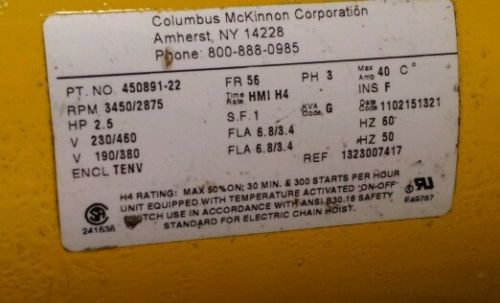 Columbus McKinnon Corporation
Amherst, NY 14228
Phone: 800-888-0985
PT. NO. 450891-22 FR 56 PH 3 Max Amb 40 C°
RPM 3450/2875 Time Rate HMI H4 INS F
HP 2.5 S.F. 1 KVA Code, G Date Code 1102151321
V 230/460 FLA 6.8/3.4 HZ 60
V 190/380 FLA 6.8/3.4 HZ 50
ENCL TENV REF 1323007417
H4 RATING: MAX 50% ON; 30 MIN. & 300 STARTS PER HOUR
UNIT EQUIPPED WITH TEMPERATURE ACTIVATED "ON-OFF"
SWITCH USE IN ACCORDANCE WITH ANSI B30.16 SAFETY
STANDARD FOR ELECTRIC CHAIN HOIST.
241536
E49787